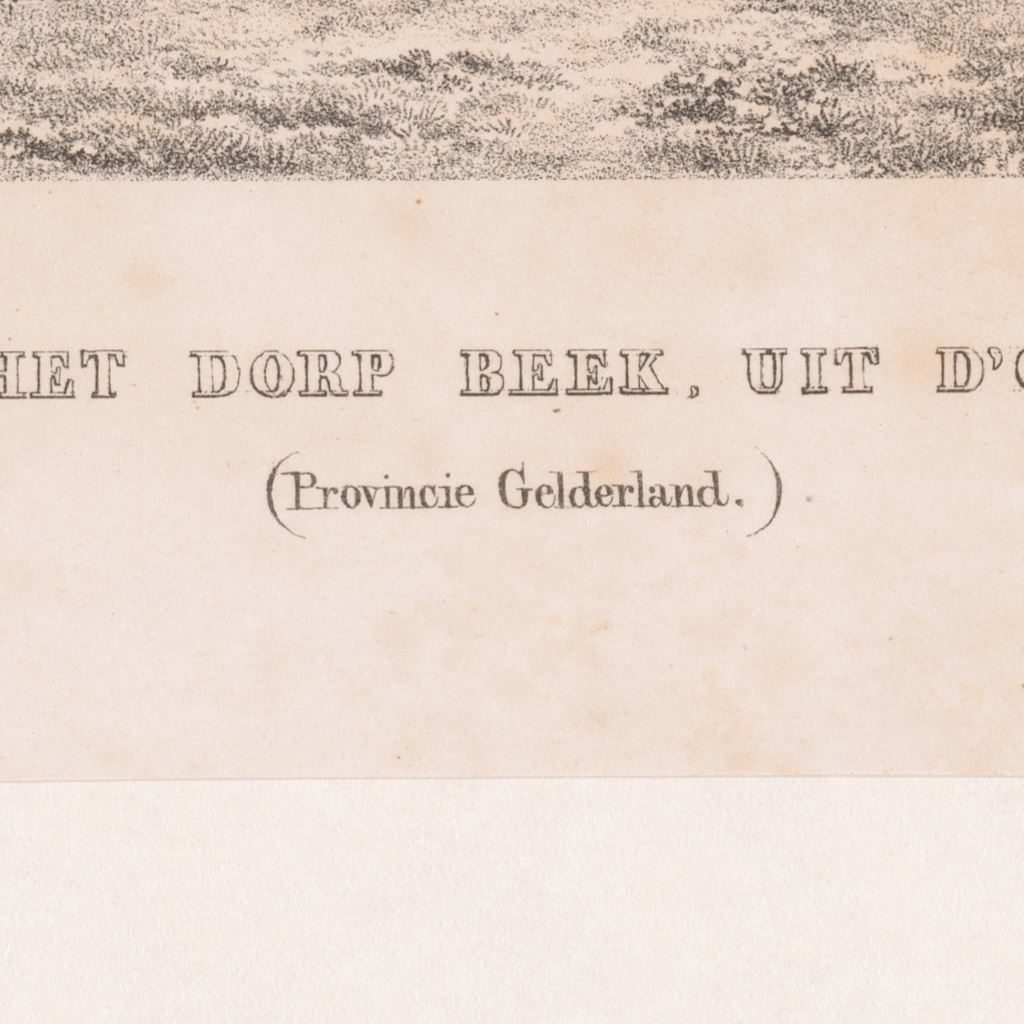 HET DORP BEEK, UIT D'
(Provincie Gelderland.)